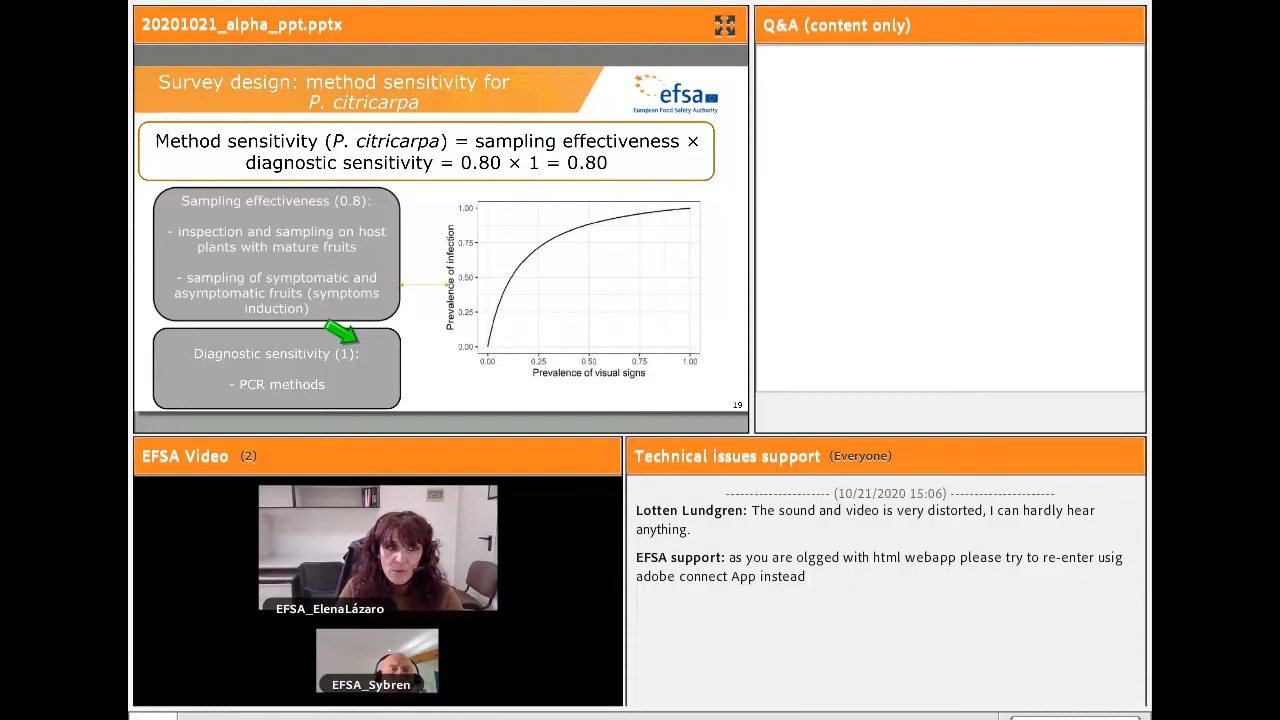 20201021_alpha_ppt.pptx
Survey design: method sensitivity for
P. citricarpa
efsa
European Food Safety Authority
Method sensitivity (P. citricarpa) = sampling effectiveness ×
diagnostic sensitivity = 0.80 × 1 = 0.80
Sampling effectiveness (0.8):
- inspection and sampling on host
plants with mature fruits
- sampling of symptomatic and
asymptomatic fruits (symptoms
induction)
Diagnostic sensitivity (1):
- PCR methods
Prevalence of infection
1.00
0.75
0.50
0.25
0.00
0.00 0.25 0.50 0.75 1.00
Prevalence of visual signs
19
Q&A (content only)
EFSA Video (2)
EFSA_ElenaLázaro
EFSA_Sybren
Technical issues support (Everyone)
--------------------- (10/21/2020 15:06) ---------------------
Lotten Lundgren: The sound and video is very distorted, I can hardly hear
anything.
EFSA support: as you are olgged with html webapp please try to re-enter usig
adobe connect App instead